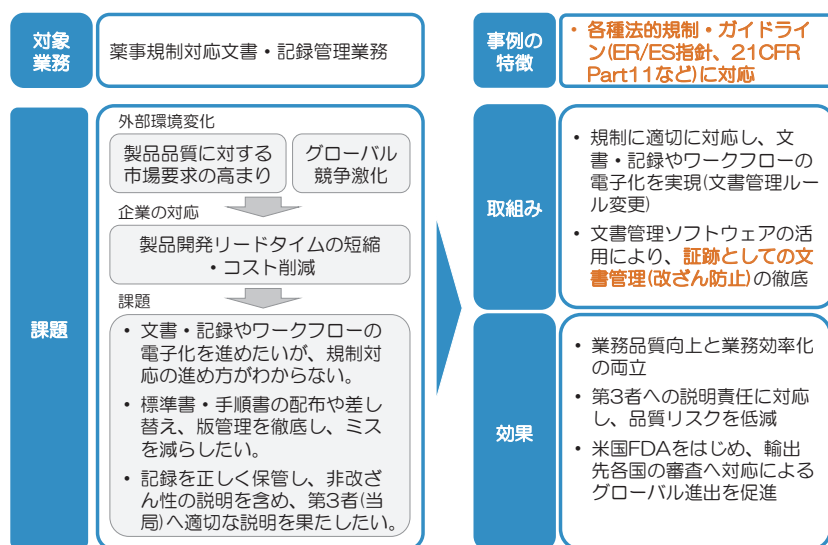 対象
業務
薬事規制対応文書・記録管理業務
課題
外部環境変化
製品品質に対する
市場要求の高まり
グローバル
競争激化
企業の対応
製品開発リードタイムの短縮
・コスト削減
課題
• 文書・記録やワークフローの
電子化を進めたいが、規制対
応の進め方がわからない。
• 標準書・手順書の配布や差し
替え、版管理を徹底し、ミス
を減らしたい。
• 記録を正しく保管し、非改ざ
ん性の説明を含め、第3者(当
局)へ適切な説明を果たしたい。
事例の
特徴
• 各種法的規制・ガイドライ
ン(ER/ES指針、21CFR
Part11など)に対応
取組み
• 規制に適切に対応し、文
書・記録やワークフローの
電子化を実現(文書管理ルー
ル変更)
• 文書管理ソフトウェアの活
用により、証跡としての文
書管理(改ざん防止)の徹底
効果
• 業務品質向上と業務効率化
の両立
• 第3者への説明責任に対応
し、品質リスクを低減
• 米国FDAをはじめ、輸出
先各国の審査へ対応による
グローバル進出を促進